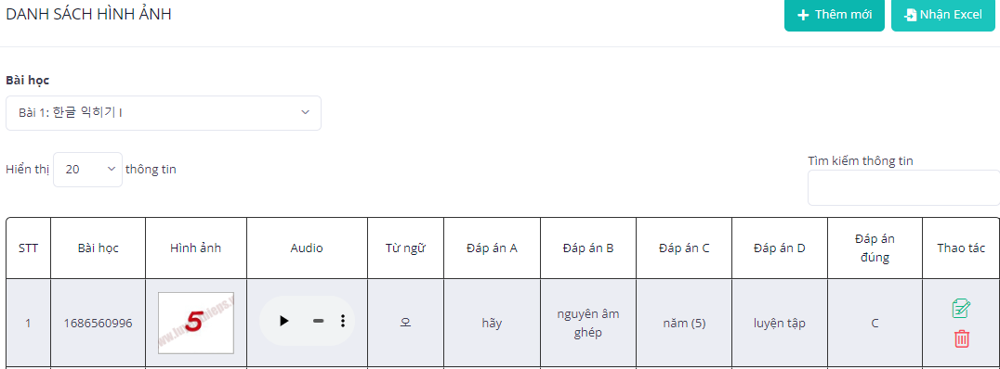 DANH SÁCH HÌNH ẢNH
Thêm mới
Nhận Excel
Bài học
Bài 1: 한글 익히기 I
Hiển thị 20 thông tin
Tìm kiếm thông tin
STT Bài học Hình ảnh Audio Từ ngữ Đáp án A Đáp án B Đáp án C Đáp án D Đáp án đúng Thao tác
1 1686560996 5 오 hãy nguyên âm ghép năm (5) luyện tập C